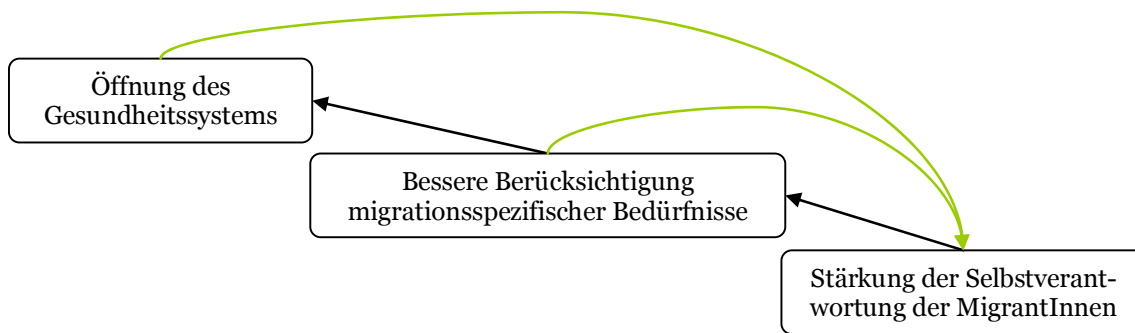 Öffnung des
Gesundheitssystems
Bessere Berücksichtigung
migrationsspezifischer Bedürfnisse
Stärkung der Selbstverant-
wortung der MigrantInnen